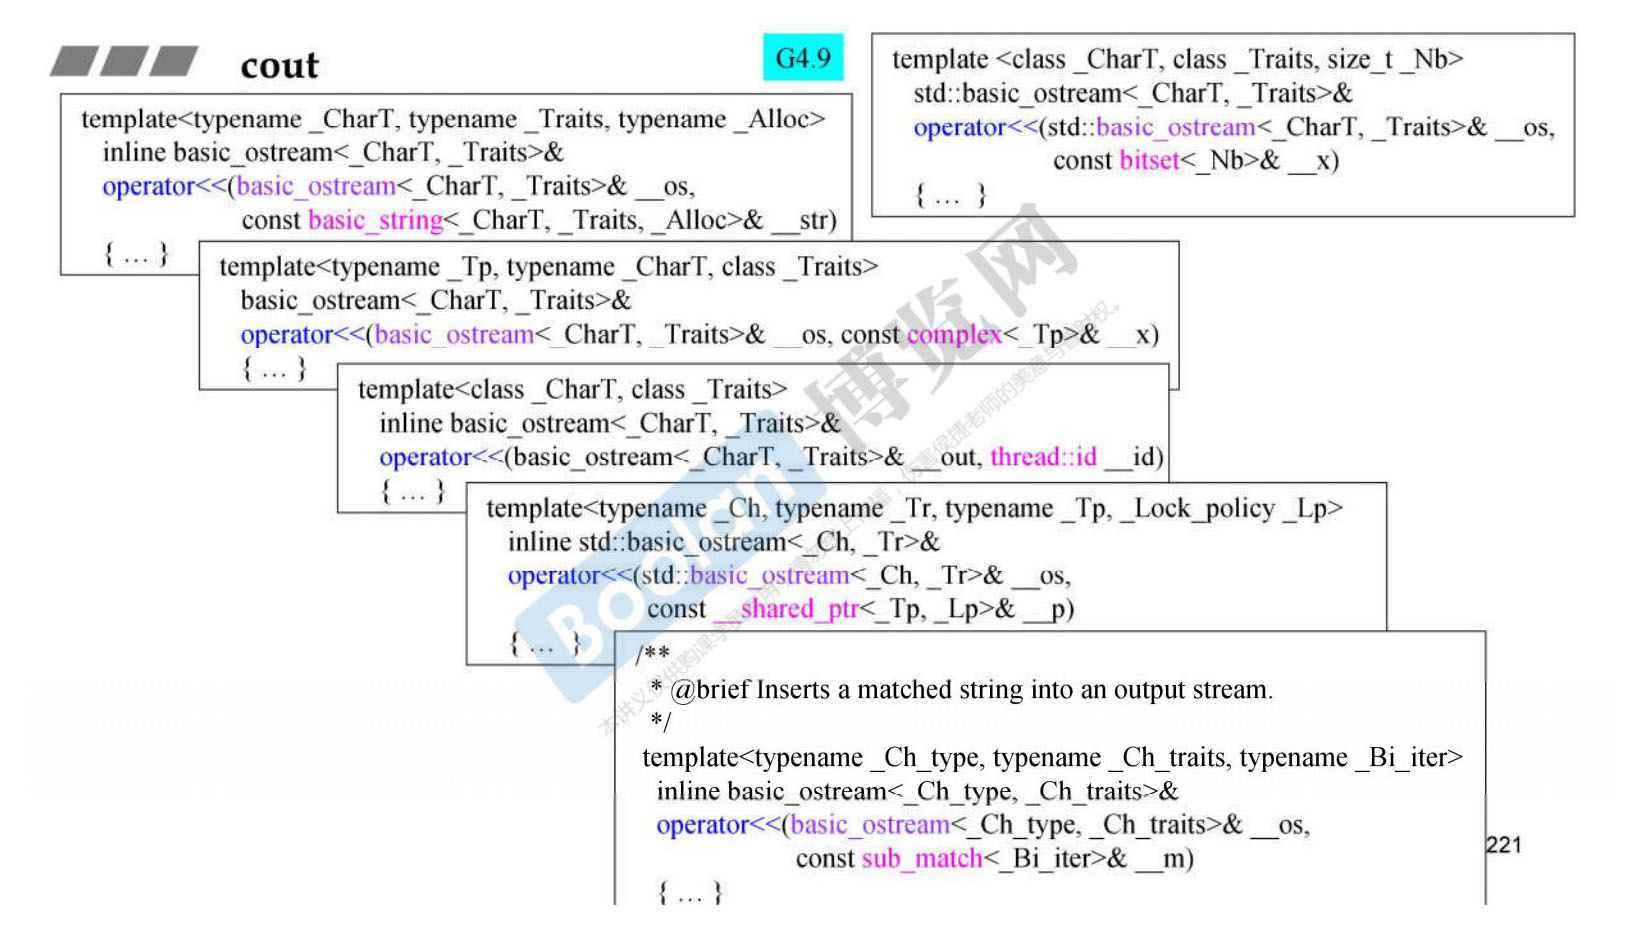 cout
G4.9
template<typename _CharT, typename _Traits, typename _Alloc>
inline basic_ostream<_CharT, _Traits>&
operator<<(basic_ostream<_CharT, _Traits>& __os,
const basic_string<_CharT, _Traits, _Alloc>& __str)
{ ... }
template <class _CharT, class _Traits, size_t _Nb>
std::basic_ostream<_CharT, _Traits>&
operator<<(std::basic_ostream<_CharT, _Traits>& __os,
const bitset<_Nb>& __x)
{ ... }
template<typename _Tp, typename _CharT, class _Traits>
basic_ostream<_CharT, _Traits>&
operator<<(basic_ostream<_CharT, _Traits>& __os, const complex<_Tp>& __x)
{ ... }
template<class _CharT, class _Traits>
inline basic_ostream<_CharT, _Traits>&
operator<<(basic_ostream<_CharT, _Traits>& __out, thread::id __id)
{ ... }
template<typename _Ch, typename _Tr, typename _Tp, _Lock_policy _Lp>
inline std::basic_ostream<_Ch, _Tr>&
operator<<(std::basic_ostream<_Ch, _Tr>& __os,
const __shared_ptr<_Tp, _Lp>& __p)
{ ... }
/**
* @brief Inserts a matched string into an output stream.
*/
template<typename _Ch_type, typename _Ch_traits, typename _Bi_iter>
inline basic_ostream<_Ch_type, _Ch_traits>&
operator<<(basic_ostream<_Ch_type, _Ch_traits>& __os,
const sub_match<_Bi_iter>& __m)
{ ... }
221
Boolan 博览网